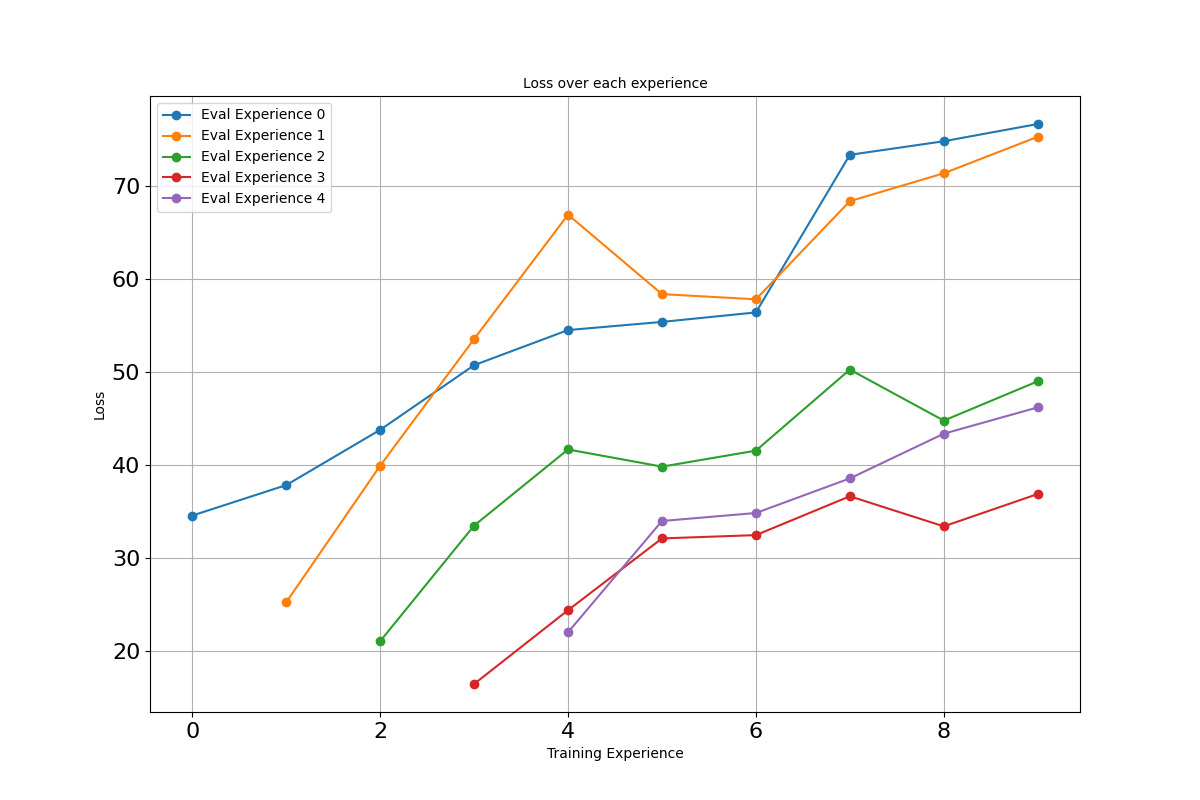 Loss over each experience
Eval Experience 0
Eval Experience 1
Eval Experience 2
Eval Experience 3
Eval Experience 4
70
60
50
40
30
20
Loss
0 2 4 6 8
Training Experience